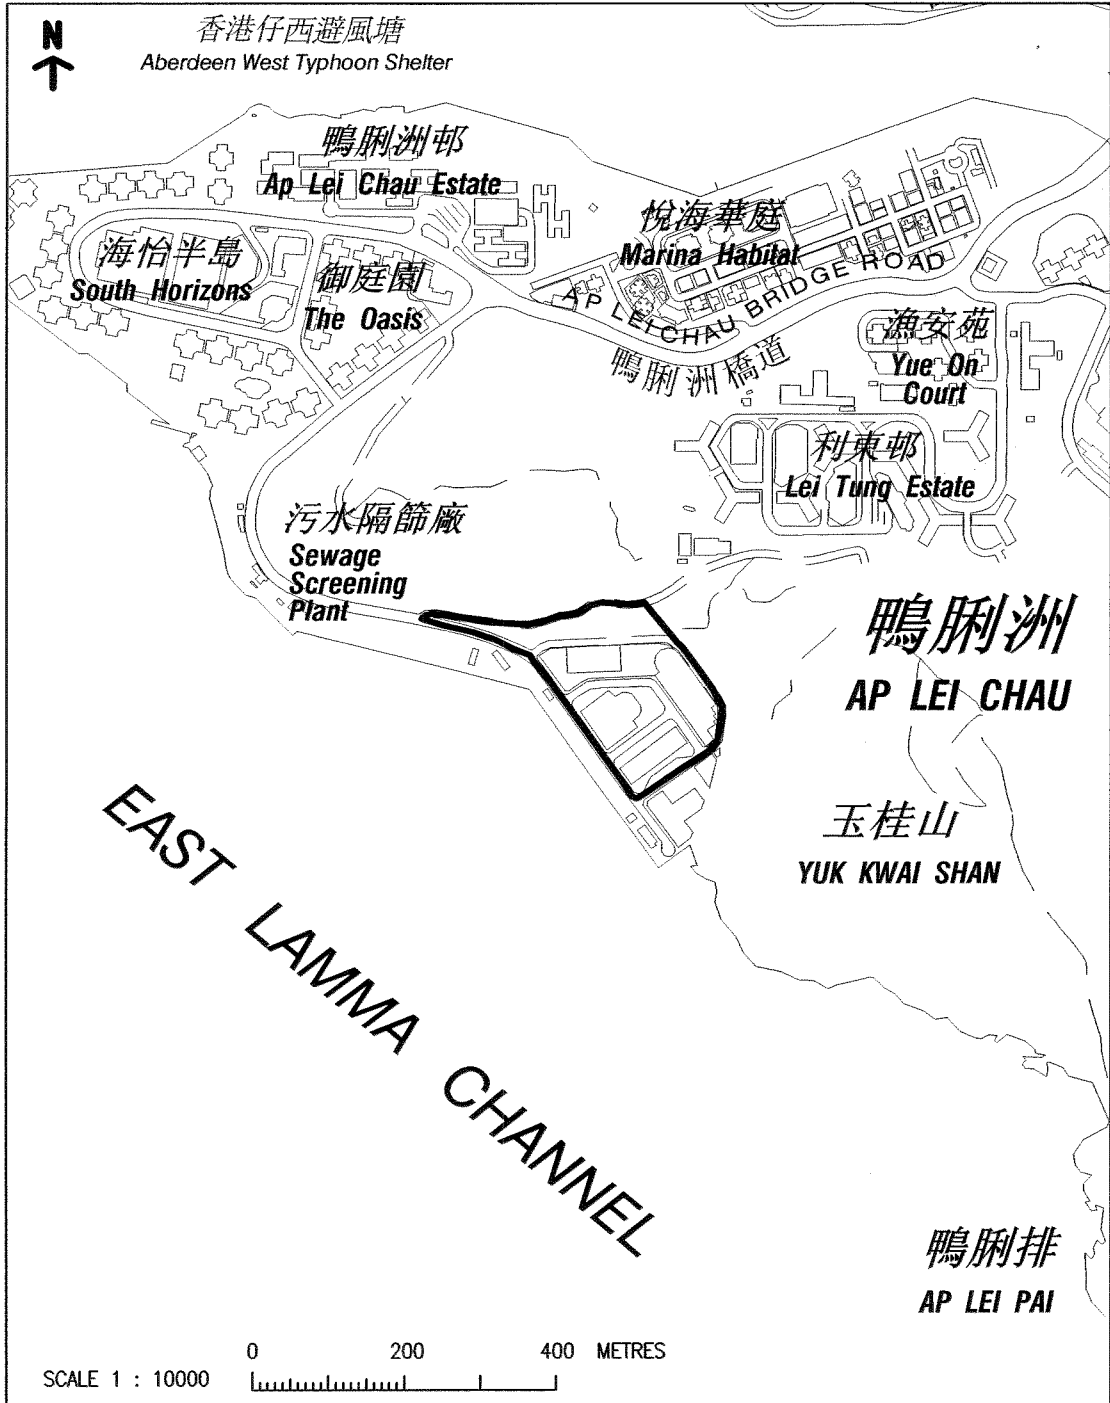 N
香港仔西避風塘
Aberdeen West Typhoon Shelter
鴨脷洲邨
Ap Lei Chau Estate
悅海華庭
Marina Habitat
海怡半島
South Horizons
御庭園
The Oasis
AP LEI CHAU BRIDGE ROAD
鴨脷洲橋道
漁安苑
Yue On
Court
利東邨
Lei Tung Estate
污水隔篩廠
Sewage
Screening
Plant
鴨脷洲
AP LEI CHAU
玉桂山
YUK KWAI SHAN
EAST LAMMA CHANNEL
鴨脷排
AP LEI PAI
0 200 400 METRES
SCALE 1 : 10000